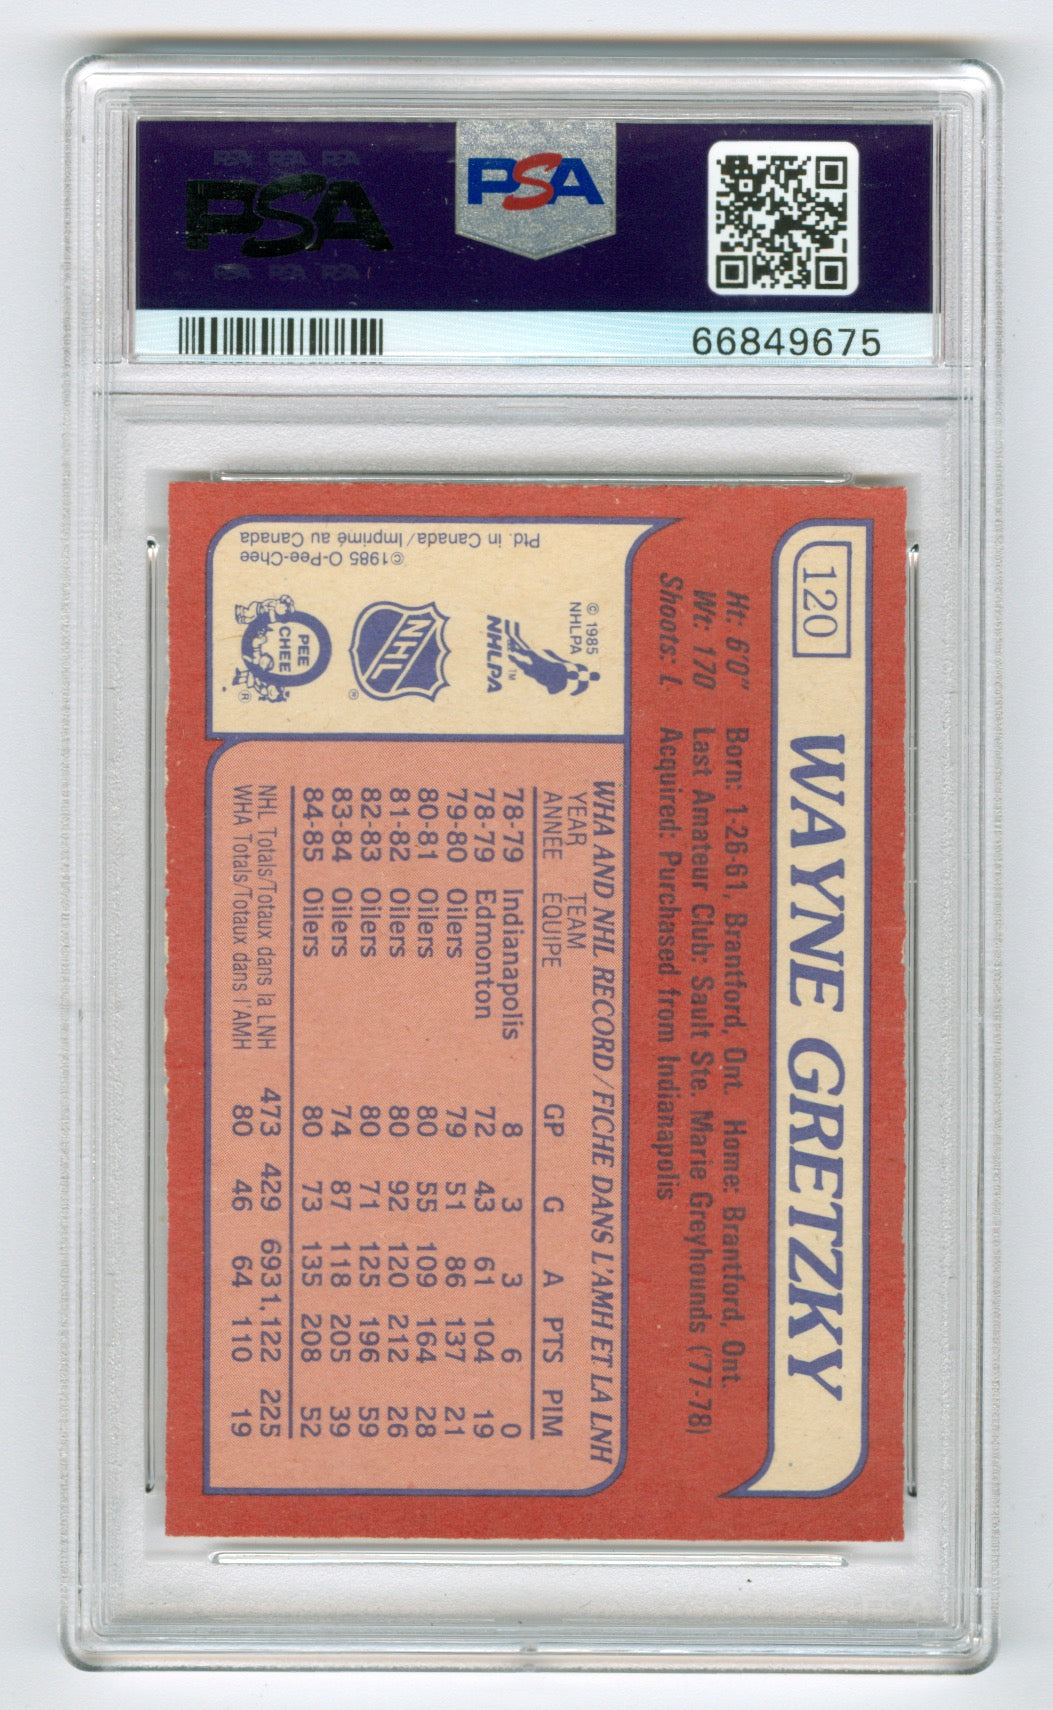 PSA PSA PSA
PSA
PSA PSA PSA
PSA
66849675
120 WAYNE GRETZKY
Ht: 6'0" Born: 1-26-61, Brantford, Ont. Home: Brantford, Ont.
Wt: 170 Last Amateur Club: Sault Ste. Marie Greyhounds ('77-78)
Shoots: L Acquired: Purchased from Indianapolis
© 1985
NHLPA
NHLPA™
NHL ®
PEE
CHEE ®
©1985 O-Pee-Chee
Ptd. in Canada/Imprimé au Canada
WHA AND NHL RECORD/FICHE DANS L'AMH ET LA LNH
YEAR TEAM
ANNEE EQUIPE GP G A PTS PIM
78-79 Indianapolis 8 3 3 6 0
78-79 Edmonton 72 43 61 104 19
79-80 Oilers 79 51 86 137 21
80-81 Oilers 80 55 109 164 28
81-82 Oilers 80 92 120 212 26
82-83 Oilers 80 71 125 196 59
83-84 Oilers 74 87 118 205 39
84-85 Oilers 80 73 135 208 52
NHL Totals/Totaux dans la LNH 473 429 693 1,122 225
WHA Totals/Totaux dans l'AMH 80 46 64 110 19